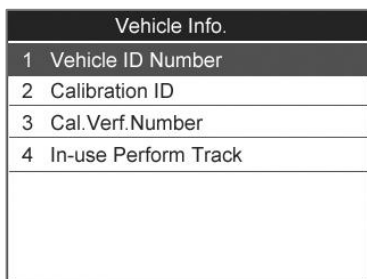 Vehicle Info.
1 Vehicle ID Number
2 Calibration ID
3 Cal.Verf.Number
4 In-use Perform Track